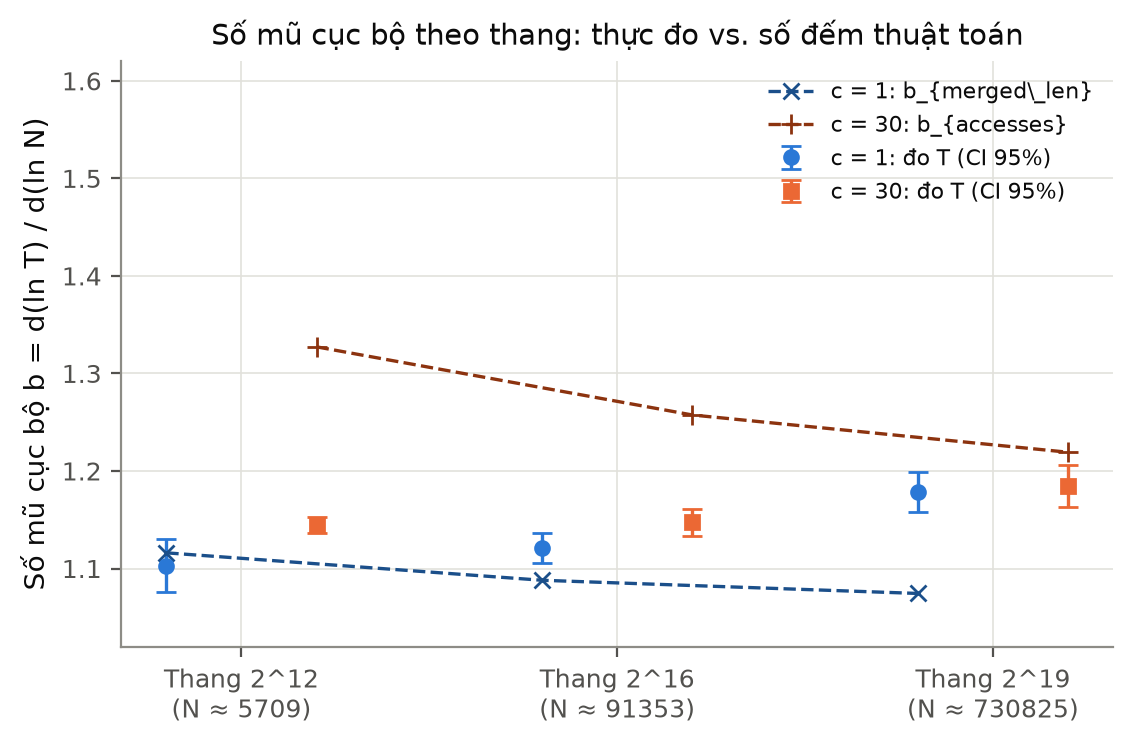 Số mũ cục bộ theo thang: thực đo vs. số đếm thuật toán
Số mũ cục bộ b = d(ln T) / d(ln N)
1.6
1.5
1.4
1.3
1.2
1.1
c = 1: b_{merged\_len}
c = 30: b_{accesses}
c = 1: đo T (CI 95%)
c = 30: đo T (CI 95%)
Thang 2^12
(N ≈ 5709)
Thang 2^16
(N ≈ 91353)
Thang 2^19
(N ≈ 730825)